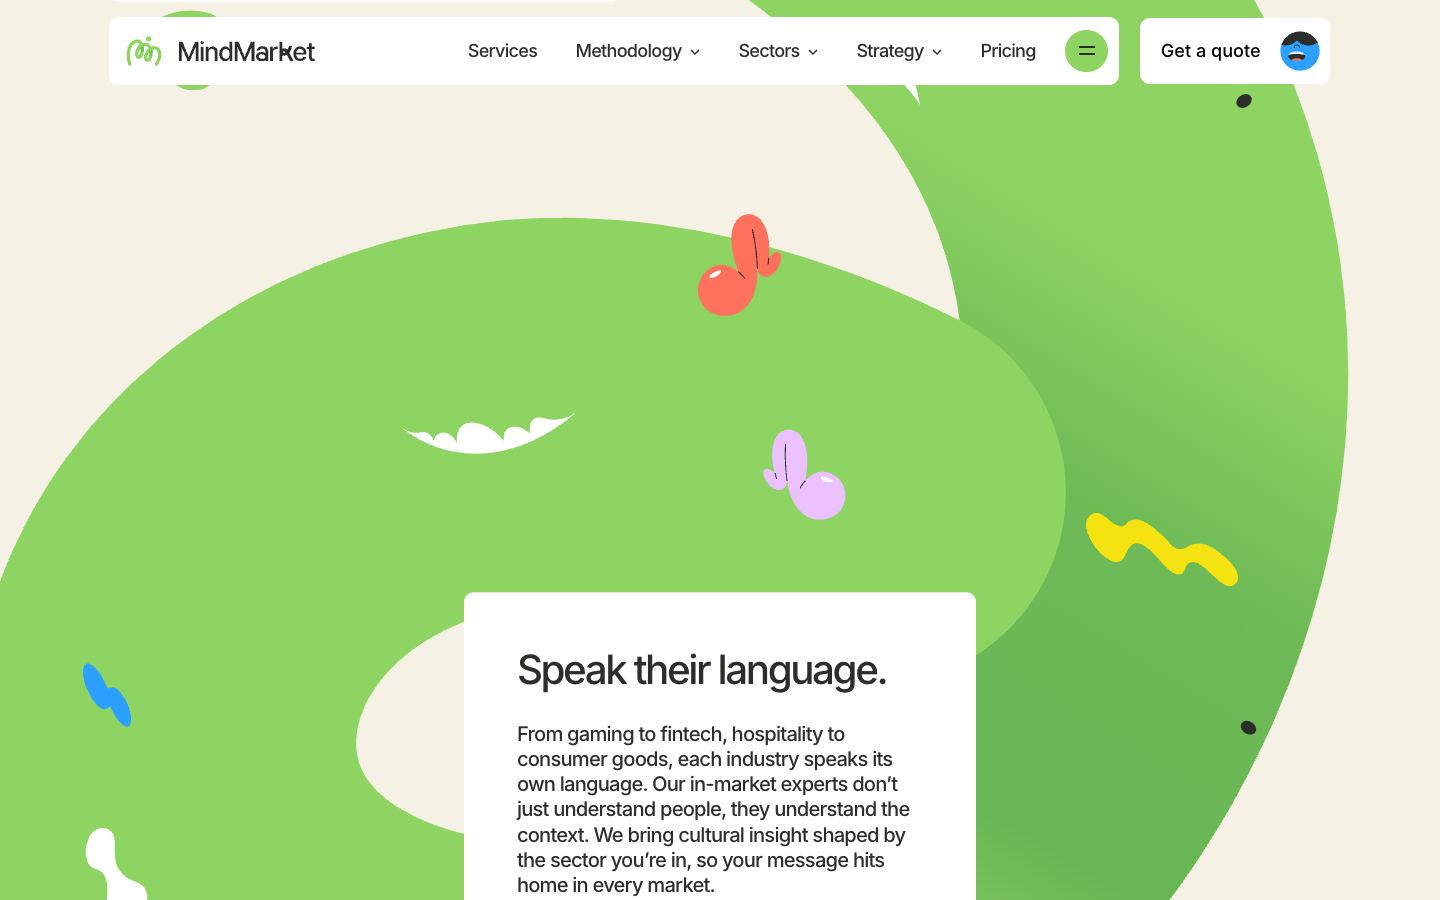 MindMarket
Services
Methodology
Sectors
Strategy
Pricing
Get a quote
Speak their language.
From gaming to fintech, hospitality to
consumer goods, each industry speaks its
own language. Our in-market experts don’t
just understand people, they understand the
context. We bring cultural insight shaped by
the sector you’re in, so your message hits
home in every market.